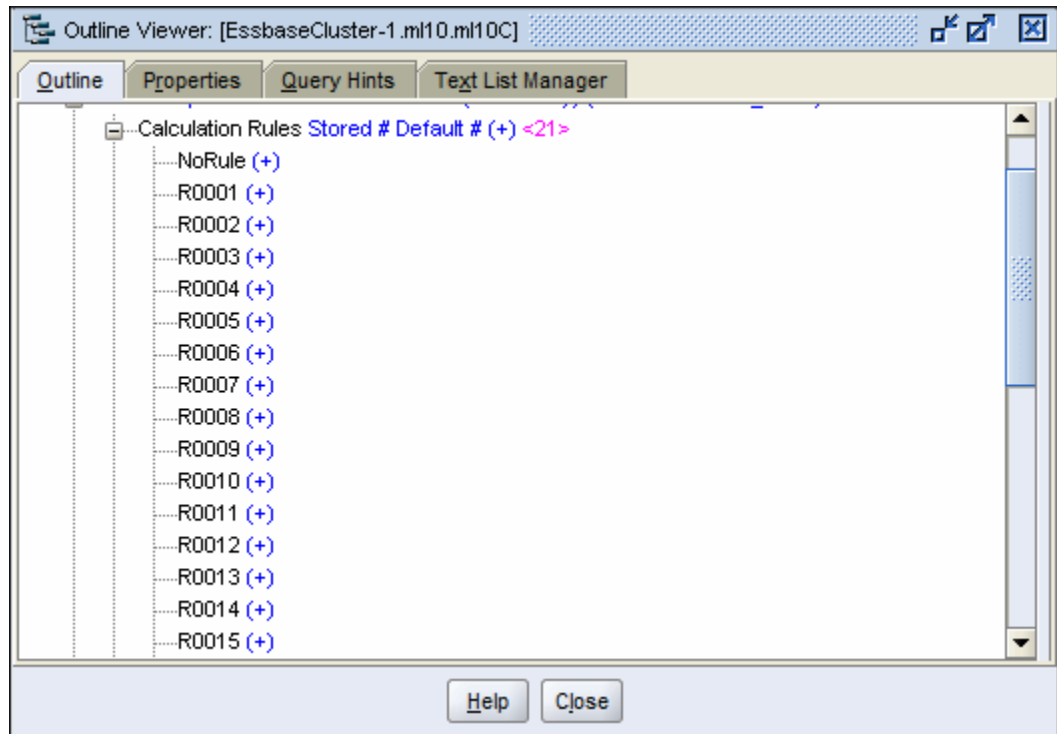 Outline Viewer: [EssbaseCluster-1.ml10.ml10C]
Outline Properties Query Hints Text List Manager
Calculation Rules Stored # Default # (+) <21>
NoRule (+)
R0001 (+)
R0002 (+)
R0003 (+)
R0004 (+)
R0005 (+)
R0006 (+)
R0007 (+)
R0008 (+)
R0009 (+)
R0010 (+)
R0011 (+)
R0012 (+)
R0013 (+)
R0014 (+)
R0015 (+)
Help Close